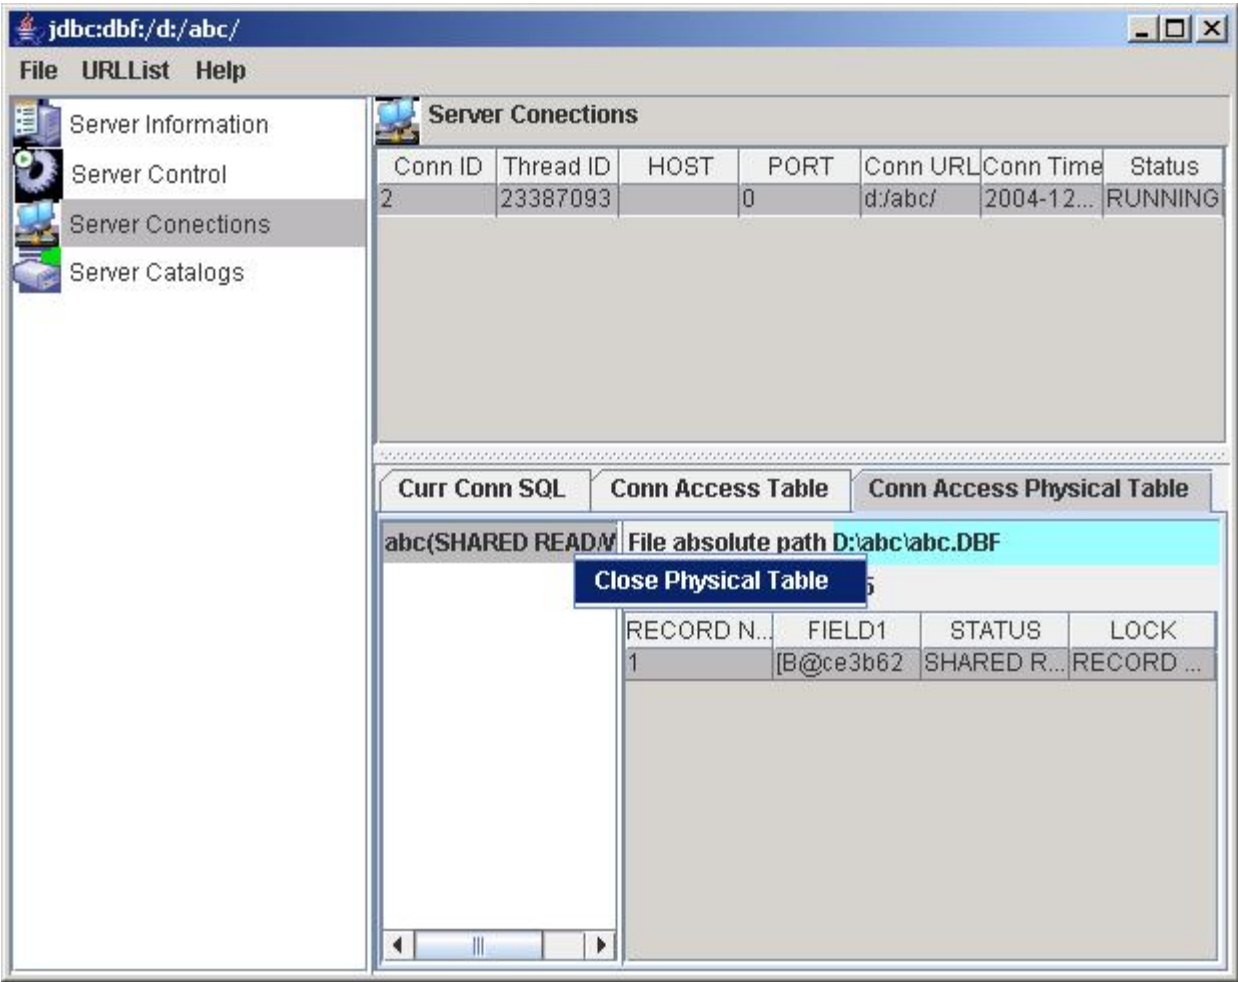 jdbc:dbf:/d:/abc/
File URLList Help
Server Information
Server Control
Server Conections
Server Catalogs
Server Conections
Conn ID Thread ID HOST PORT Conn URL Conn Time Status
2 23387093 0 d:/abc/ 2004-12... RUNNING
Curr Conn SQL Conn Access Table Conn Access Physical Table
abc(SHARED READ/W File absolute path D:\abc\abc.DBF
Close Physical Table
RECORD N... FIELD1 STATUS LOCK
1 [B@ce3b62 SHARED R... RECORD ...